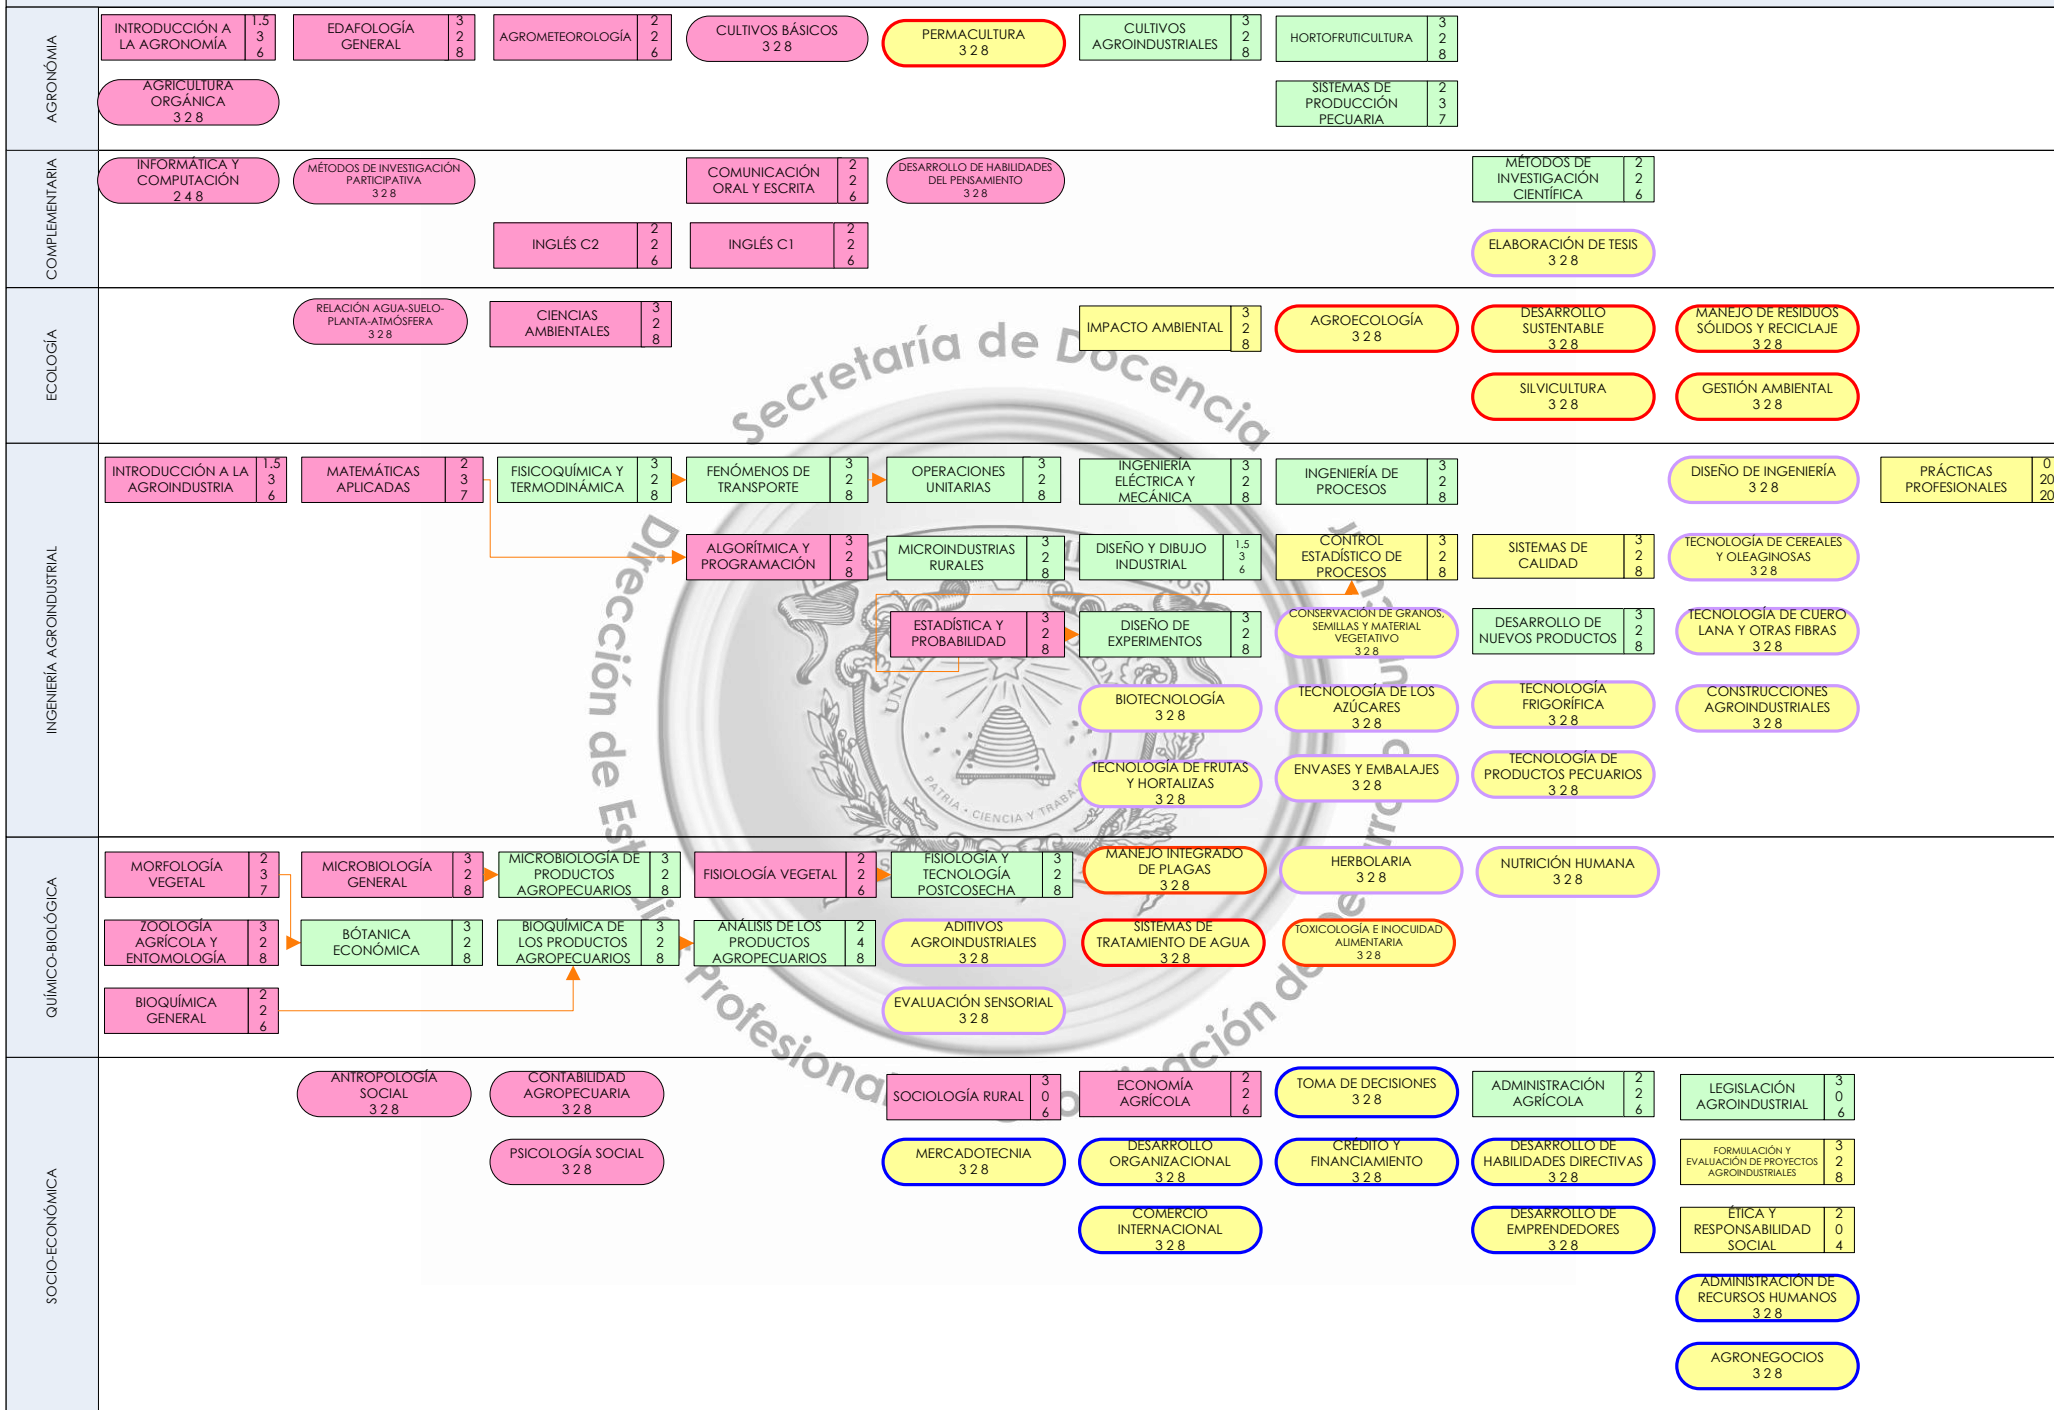 AGRONÓMIA
INTRODUCCIÓN A
LA AGRONOMÍA
1.5
3
6
EDAFOLOGÍA
GENERAL
3
2
8
AGROMETEOROLOGÍA
2
2
6
CULTIVOS BÁSICOS
3 2 8
PERMACULTURA
3 2 8
CULTIVOS
AGROINDUSTRIALES
3
2
8
HORTOFRUTICULTURA
3
2
8
AGRICULTURA
ORGÁNICA
3 2 8
SISTEMAS DE
PRODUCCIÓN
PECUARIA
2
3
7
COMPLEMENTARIA
INFORMÁTICA Y
COMPUTACIÓN
2 4 8
MÉTODOS DE INVESTIGACIÓN
PARTICIPATIVA
3 2 8
COMUNICACIÓN
ORAL Y ESCRITA
2
2
6
DESARROLLO DE HABILIDADES
DEL PENSAMIENTO
3 2 8
MÉTODOS DE
INVESTIGACIÓN
CIENTÍFICA
2
2
6
INGLÉS C2
2
2
6
INGLÉS C1
2
2
6
ELABORACIÓN DE TESIS
3 2 8
ECOLOGÍA
RELACIÓN AGUA-SUELO-
PLANTA-ATMÓSFERA
3 2 8
CIENCIAS
AMBIENTALES
3
2
8
IMPACTO AMBIENTAL
3
2
8
AGROECOLOGÍA
3 2 8
DESARROLLO
SUSTENTABLE
3 2 8
MANEJO DE RESIDUOS
SÓLIDOS Y RECICLAJE
3 2 8
SILVICULTURA
3 2 8
GESTIÓN AMBIENTAL
3 2 8
Secretaría de Docencia
INGENIERÍA AGROINDUSTRIAL
INTRODUCCIÓN A LA
AGROINDUSTRIA
1.5
3
6
MATEMÁTICAS
APLICADAS
2
3
7
FISICOQUÍMICA Y
TERMODINÁMICA
3
2
8
FENÓMENOS DE
TRANSPORTE
3
2
8
OPERACIONES
UNITARIAS
3
2
8
INGENIERÍA
ELÉCTRICA Y
MECÁNICA
3
2
8
INGENIERÍA DE
PROCESOS
3
2
8
DISEÑO DE INGENIERÍA
3 2 8
PRÁCTICAS
PROFESIONALES
0
20
20
ALGORÍTMICA Y
PROGRAMACIÓN
3
2
8
MICROINDUSTRIAS
RURALES
3
2
8
DISEÑO Y DIBUJO
INDUSTRIAL
1.5
3
6
CONTROL
ESTADÍSTICO DE
PROCESOS
3
2
8
SISTEMAS DE
CALIDAD
3
2
8
TECNOLOGÍA DE CEREALES
Y OLEAGINOSAS
3 2 8
ESTADÍSTICA Y
PROBABILIDAD
3
2
8
DISEÑO DE
EXPERIMENTOS
3
2
8
CONSERVACIÓN DE GRANOS,
SEMILLAS Y MATERIAL
VEGETATIVO
3 2 8
DESARROLLO DE
NUEVOS PRODUCTOS
3
2
8
TECNOLOGÍA DE CUERO
LANA Y OTRAS FIBRAS
3 2 8
BIOTECNOLOGÍA
3 2 8
TECNOLOGÍA DE LOS
AZÚCARES
3 2 8
TECNOLOGÍA
FRIGORÍFICA
3 2 8
CONSTRUCCIONES
AGROINDUSTRIALES
3 2 8
TECNOLOGÍA DE FRUTAS
Y HORTALIZAS
3 2 8
ENVASES Y EMBALAJES
3 2 8
TECNOLOGÍA DE
PRODUCTOS PECUARIOS
3 2 8
PATRIA · CIENCIA Y
Dirección de
Profesional
QUÍMICO-BIOLÓGICA
MORFOLOGÍA
VEGETAL
2
3
7
MICROBIOLOGÍA
GENERAL
3
2
8
MICROBIOLOGÍA DE
PRODUCTOS
AGROPECUARIOS
3
2
8
FISIOLOGÍA VEGETAL
2
2
6
FISIOLOGÍA Y
TECNOLOGÍA
POSTCOSECHA
3
2
8
MANEJO INTEGRADO
DE PLAGAS
3 2 8
HERBOLARIA
3 2 8
NUTRICIÓN HUMANA
3 2 8
ZOOLOGÍA
AGRÍCOLA Y
ENTOMOLOGÍA
3
2
8
BÓTANICA
ECONÓMICA
3
2
8
BIOQUÍMICA DE
LOS PRODUCTOS
AGROPECUARIOS
3
2
8
ANÁLISIS DE LOS
PRODUCTOS
AGROPECUARIOS
2
4
8
ADITIVOS
AGROINDUSTRIALES
3 2 8
SISTEMAS DE
TRATAMIENTO DE AGUA
3 2 8
TOXICOLOGÍA E INOCUIDAD
ALIMENTARIA
3 2 8
BIOQUÍMICA
GENERAL
2
2
6
EVALUACIÓN SENSORIAL
3 2 8
SOCIO-ECONÓMICA
ANTROPOLOGÍA
SOCIAL
3 2 8
CONTABILIDAD
AGROPECUARIA
3 2 8
SOCIOLOGÍA RURAL
3
0
6
ECONOMÍA
AGRÍCOLA
2
2
6
TOMA DE DECISIONES
3 2 8
ADMINISTRACIÓN
AGRÍCOLA
2
2
6
LEGISLACIÓN
AGROINDUSTRIAL
3
0
6
PSICOLOGÍA SOCIAL
3 2 8
MERCADOTECNIA
3 2 8
DESARROLLO
ORGANIZACIONAL
3 2 8
CRÉDITO Y
FINANCIAMIENTO
3 2 8
DESARROLLO DE
HABILIDADES DIRECTIVAS
3 2 8
FORMULACIÓN Y
EVALUACIÓN DE PROYECTOS
AGROINDUSTRIALES
3
2
8
COMERCIO
INTERNACIONAL
3 2 8
DESARROLLO DE
EMPRENDEDORES
3 2 8
ÉTICA Y
RESPONSABILIDAD
SOCIAL
2
0
4
ADMINISTRACIÓN DE
RECURSOS HUMANOS
3 2 8
AGRONEGOCIOS
3 2 8